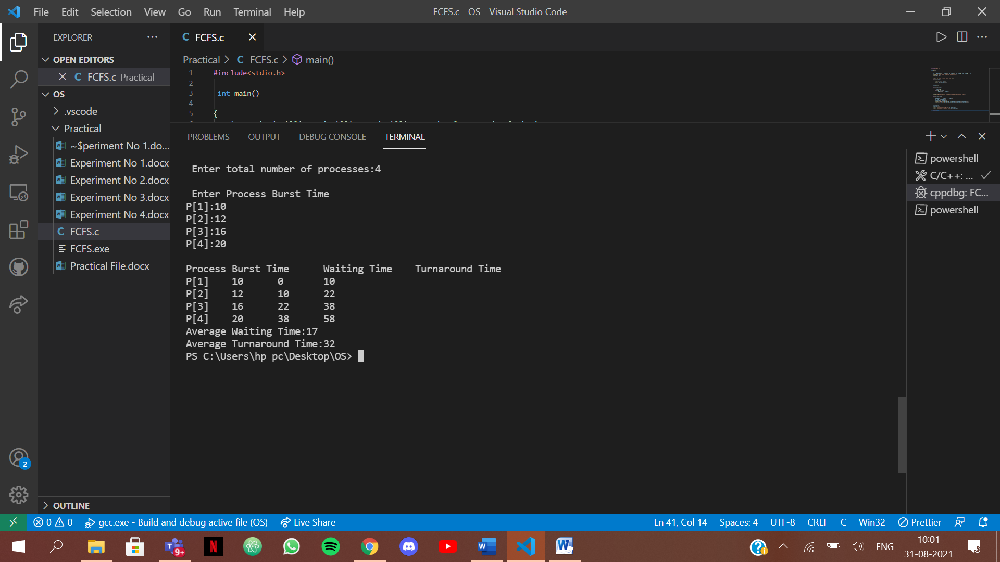 File Edit Selection View Go Run Terminal Help
FCFS.c - OS - Visual Studio Code
EXPLORER
OPEN EDITORS
FCFS.c Practical
OS
.vscode
Practical
~$periment No 1.do...
Experiment No 1.docx
Experiment No 2.docx
Experiment No 3.docx
Experiment No 4.docx
C FCFS.c
FCFS.exe
Practical File.docx
OUTLINE
C FCFS.c
Practical > C FCFS.c > main()
1 #include<stdio.h>
2
3 int main()
4
5 {
PROBLEMS OUTPUT DEBUG CONSOLE TERMINAL
Enter total number of processes:4
Enter Process Burst Time
P[1]:10
P[2]:12
P[3]:16
P[4]:20
Process Burst Time Waiting Time Turnaround Time
P[1] 10 0 10
P[2] 12 10 22
P[3] 16 22 38
P[4] 20 38 58
Average Waiting Time:17
Average Turnaround Time:32
PS C:\Users\hp pc\Desktop\OS>
powershell
C/C++: ...
cppdbg: FC...
powershell
2
0 0 gcc.exe - Build and debug active file (OS) Live Share
Ln 41, Col 14 Spaces: 4 UTF-8 CRLF C Win32 Prettier
9+
ENG
10:01
31-08-2021